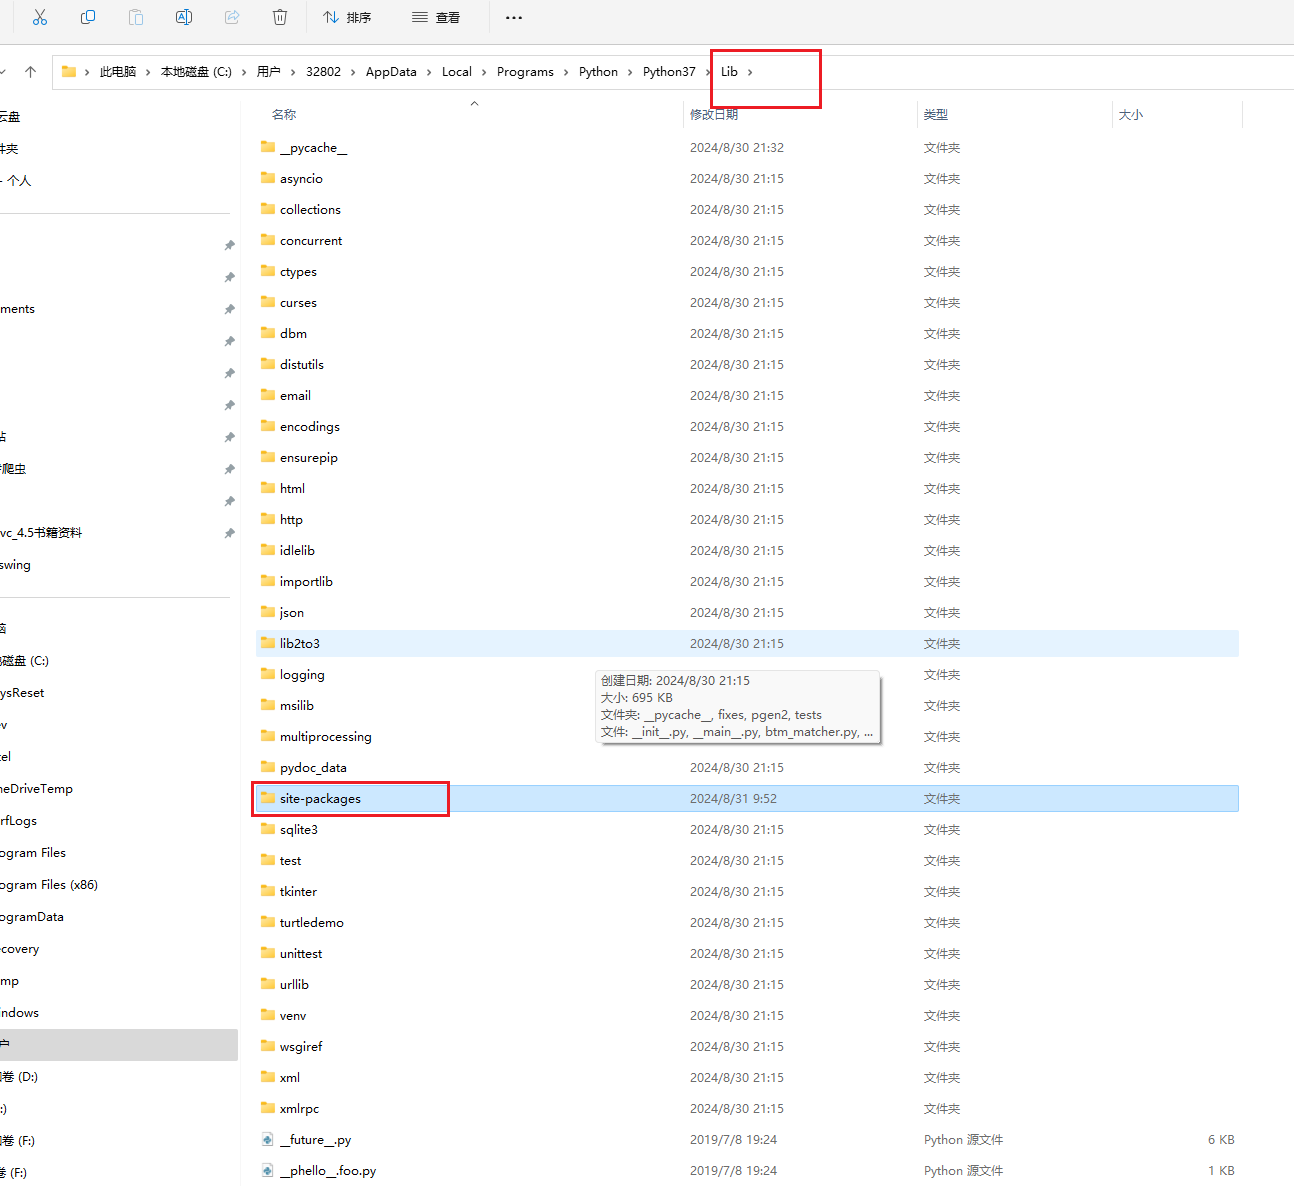 排序
查看
此电脑 › 本地磁盘 (C:) › 用户 › 32802 › AppData › Local › Programs › Python › Python37 › Lib ›
名称 修改日期 类型 大小
云盘
件夹
- 个人
ments
站
爬虫
vc_4.5书籍资料
swing
脑
磁盘 (C:)
ysReset
ev
tel
neDriveTemp
rfLogs
ogram Files
ogram Files (x86)
ogramData
covery
mp
indows
户
卷 (D:)
:)
卷 (F:)
卷 (F:)
__pycache__ 2024/8/30 21:32 文件夹
asyncio 2024/8/30 21:15 文件夹
collections 2024/8/30 21:15 文件夹
concurrent 2024/8/30 21:15 文件夹
ctypes 2024/8/30 21:15 文件夹
curses 2024/8/30 21:15 文件夹
dbm 2024/8/30 21:15 文件夹
distutils 2024/8/30 21:15 文件夹
email 2024/8/30 21:15 文件夹
encodings 2024/8/30 21:15 文件夹
ensurepip 2024/8/30 21:15 文件夹
html 2024/8/30 21:15 文件夹
http 2024/8/30 21:15 文件夹
idlelib 2024/8/30 21:15 文件夹
importlib 2024/8/30 21:15 文件夹
json 2024/8/30 21:15 文件夹
lib2to3 2024/8/30 21:15 文件夹
logging 文件夹
msilib 文件夹
multiprocessing 文件夹
创建日期: 2024/8/30 21:15
大小: 695 KB
文件夹: __pycache__, fixes, pgen2, tests
文件: __init__.py, __main__.py, btm_matcher.py, ...
pydoc_data 2024/8/30 21:15 文件夹
site-packages 2024/8/31 9:52 文件夹
sqlite3 2024/8/30 21:15 文件夹
test 2024/8/30 21:15 文件夹
tkinter 2024/8/30 21:15 文件夹
turtledemo 2024/8/30 21:15 文件夹
unittest 2024/8/30 21:15 文件夹
urllib 2024/8/30 21:15 文件夹
venv 2024/8/30 21:15 文件夹
wsgiref 2024/8/30 21:15 文件夹
xml 2024/8/30 21:15 文件夹
xmlrpc 2024/8/30 21:15 文件夹
__future__.py 2019/7/8 19:24 Python 源文件 6 KB
__phello__.foo.py 2019/7/8 19:24 Python 源文件 1 KB